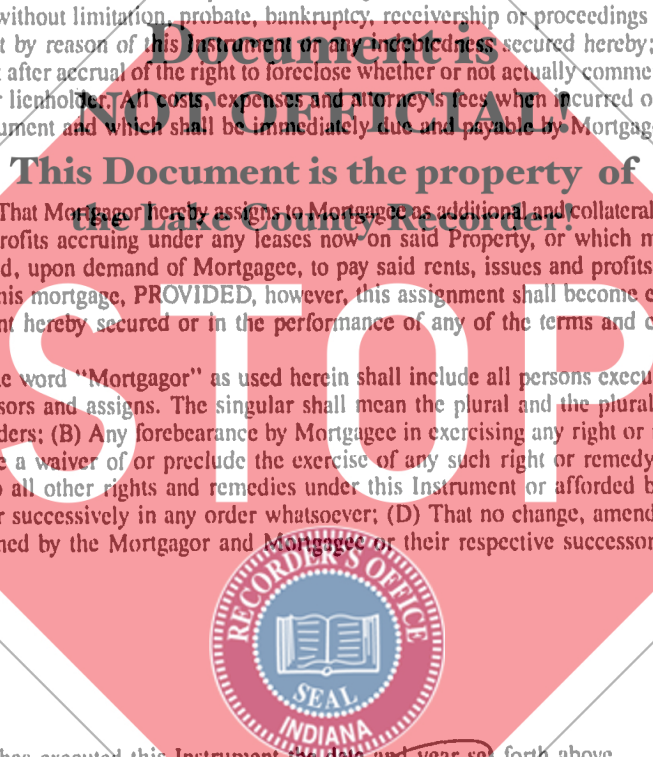 without limitation, probate, bankruptcy, receivership or proceedings
Document is
t by reason of this Instrument or any indebtedness secured hereby;
after accrual of the right to foreclose whether or not actually comme
r lienholder. All costs, expenses and attorney's fees when incurred o
NOT OFFICIAL!
ument and which shall be immediately due and payable by Mortgag
This Document is the property of
the Lake County Recorder!
That Mortgagor hereby assigns to Mortgagee as additional and collateral
rofits accruing under any leases now on said Property, or which m
d, upon demand of Mortgagee, to pay said rents, issues and profits
his mortgage, PROVIDED, however, this assignment shall become e
nt hereby secured or in the performance of any of the terms and c
STOP
e word "Mortgagor" as used herein shall include all persons execu
sors and assigns. The singular shall mean the plural and the plural
ders; (B) Any forebearance by Mortgagee in exercising any right or
e a waiver of or preclude the exercise of any such right or remedy
o all other rights and remedies under this Instrument or afforded b
r successively in any order whatsoever; (D) That no change, amend
ned by the Mortgagor and Mortgagee or their respective successor
RECORDER'S OFFICE
SEAL
INDIANA
has executed this Instrument the date and year set forth above.